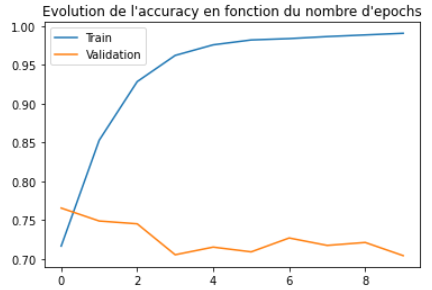 Evolution de l'accuracy en fonction du nombre d'epochs
Train
Validation
1.00
0.95
0.90
0.85
0.80
0.75
0.70
0 2 4 6 8